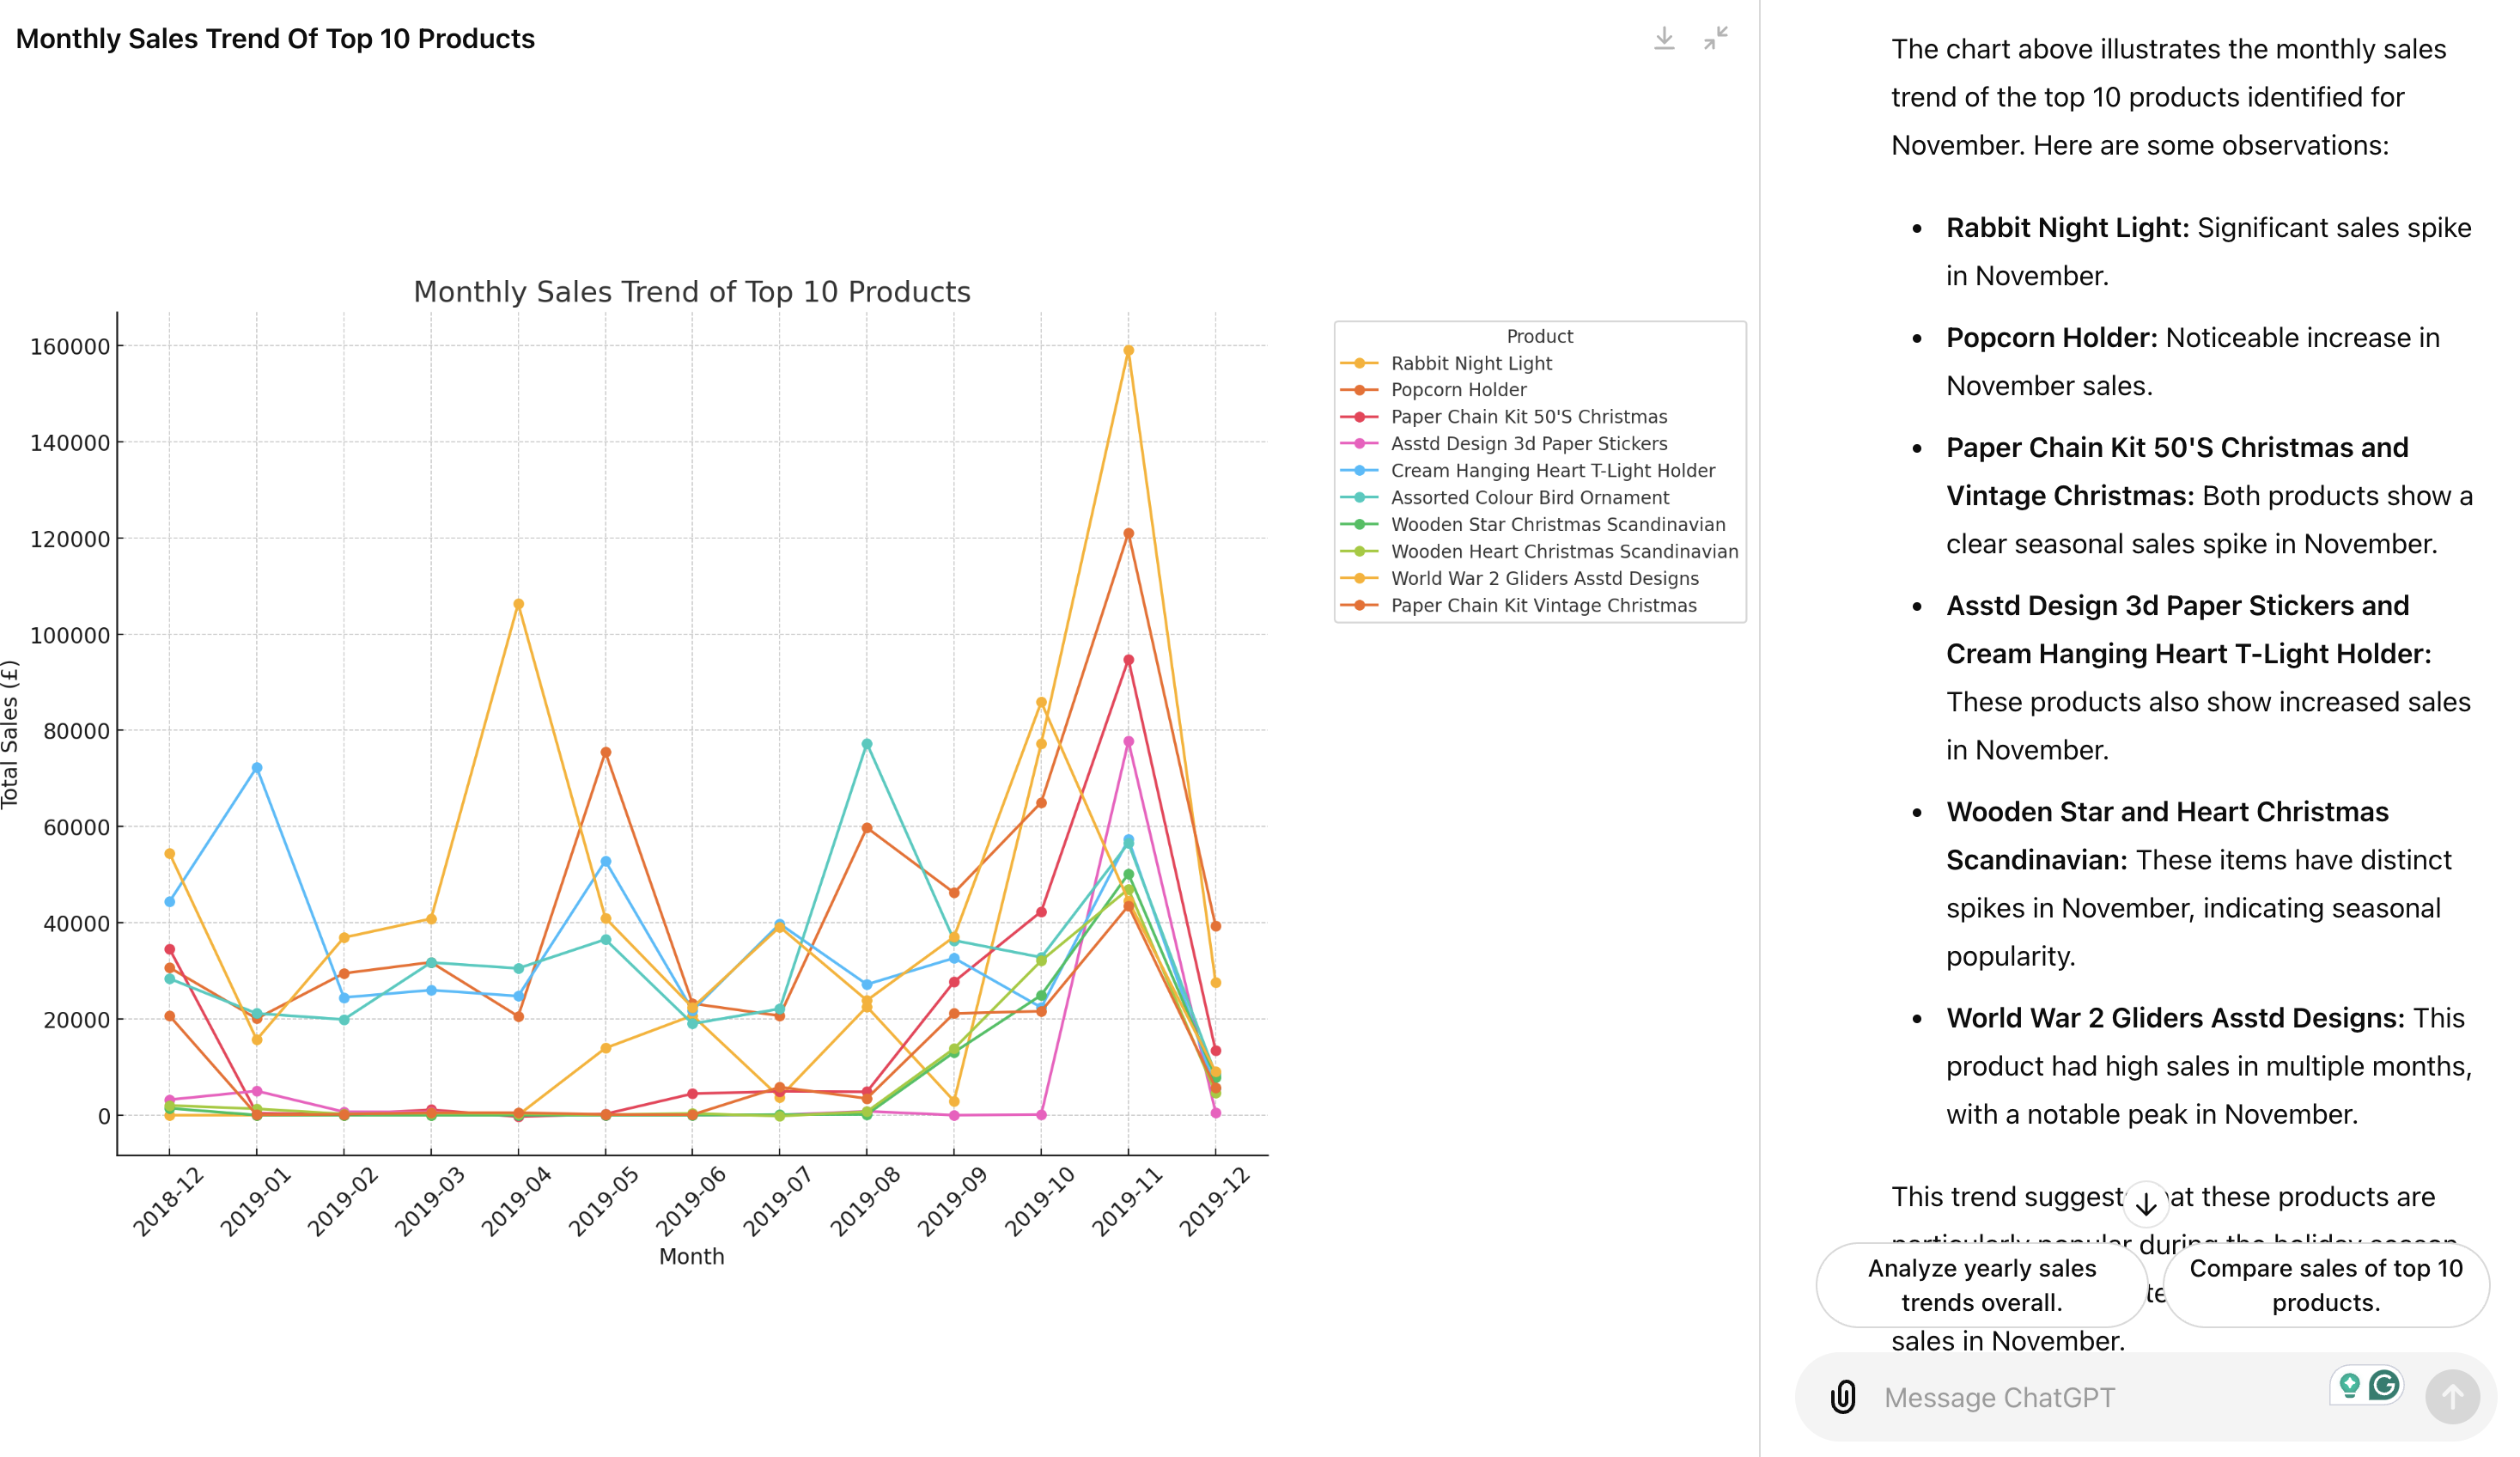 Monthly Sales Trend Of Top 10 Products
Monthly Sales Trend of Top 10 Products
160000
140000
120000
100000
80000
60000
40000
20000
0
Total Sales (£)
2018-12
2019-01
2019-02
2019-03
2019-04
2019-05
2019-06
2019-07
2019-08
2019-09
2019-10
2019-11
2019-12
Month
Product
Rabbit Night Light
Popcorn Holder
Paper Chain Kit 50'S Christmas
Asstd Design 3d Paper Stickers
Cream Hanging Heart T-Light Holder
Assorted Colour Bird Ornament
Wooden Star Christmas Scandinavian
Wooden Heart Christmas Scandinavian
World War 2 Gliders Asstd Designs
Paper Chain Kit Vintage Christmas
The chart above illustrates the monthly sales
trend of the top 10 products identified for
November. Here are some observations:
• Rabbit Night Light: Significant sales spike
in November.
• Popcorn Holder: Noticeable increase in
November sales.
• Paper Chain Kit 50'S Christmas and
Vintage Christmas: Both products show a
clear seasonal sales spike in November.
• Asstd Design 3d Paper Stickers and
Cream Hanging Heart T-Light Holder:
These products also show increased sales
in November.
• Wooden Star and Heart Christmas
Scandinavian: These items have distinct
spikes in November, indicating seasonal
popularity.
• World War 2 Gliders Asstd Designs: This
product had high sales in multiple months,
with a notable peak in November.
This trend suggests that these products are
particularly popular during the holiday season
Analyze yearly sales
trends overall.
Compare sales of top 10
products.
sales in November.
Message ChatGPT